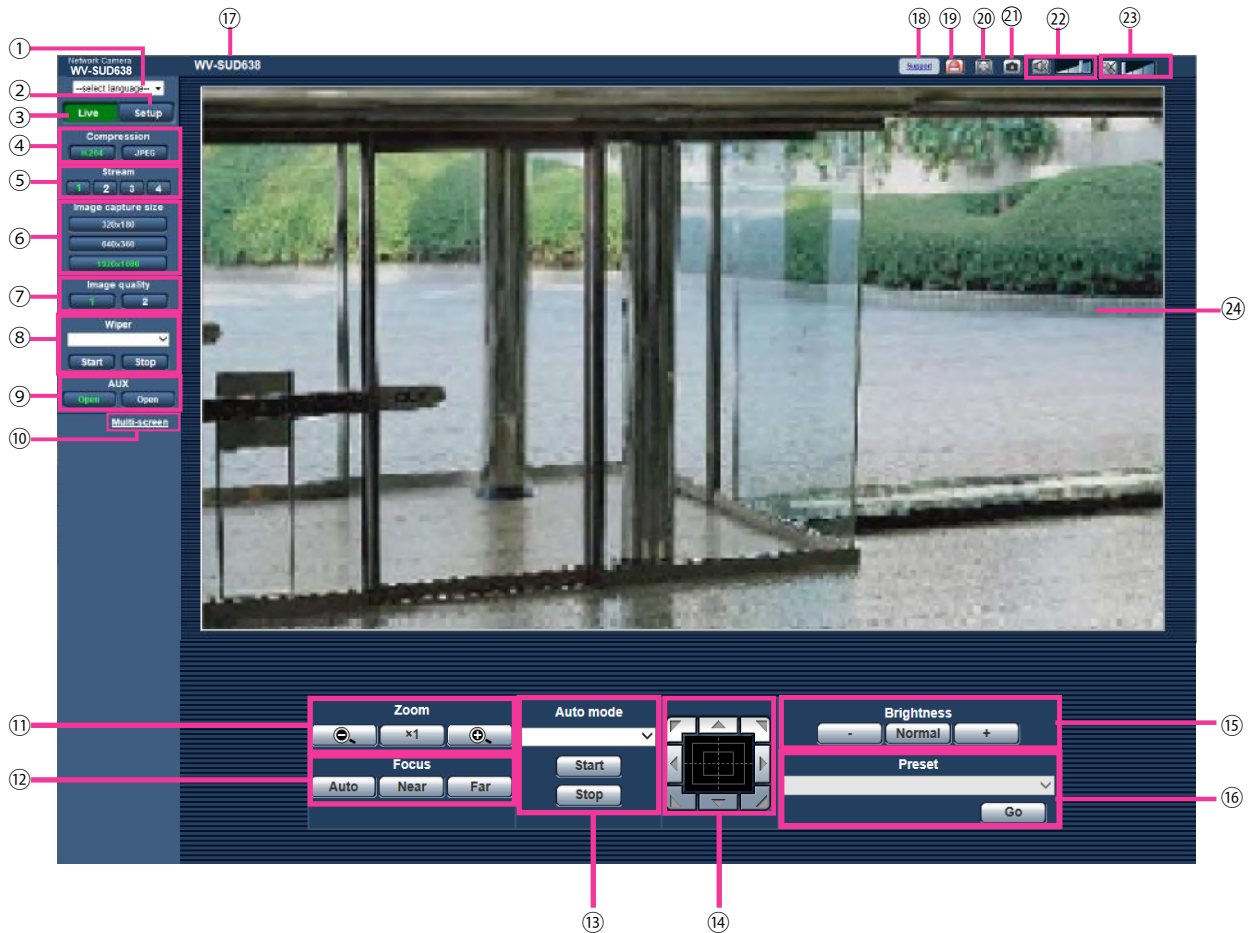 ⑰
⑱ ⑲ ⑳ ㉑ ㉒ ㉓
①
Network Camera
WV-SUD638
WV-SUD638
Support
--select language--
②
Live Setup
③
Compression
④
H.264 JPEG
Stream
⑤
1 2 3 4
Image capture size
320x180
⑥
640x360
1920x1080
Image quality
⑦
1 2
㉔
Wiper
⑧
Start Stop
AUX
⑨
Open Open
Multi-screen
⑩
Zoom
⑪
×1
Focus
⑫
Auto Near Far
Auto mode
Start
Stop
Brightness
⑮
- Normal +
Preset
⑯
Go
⑬ ⑭